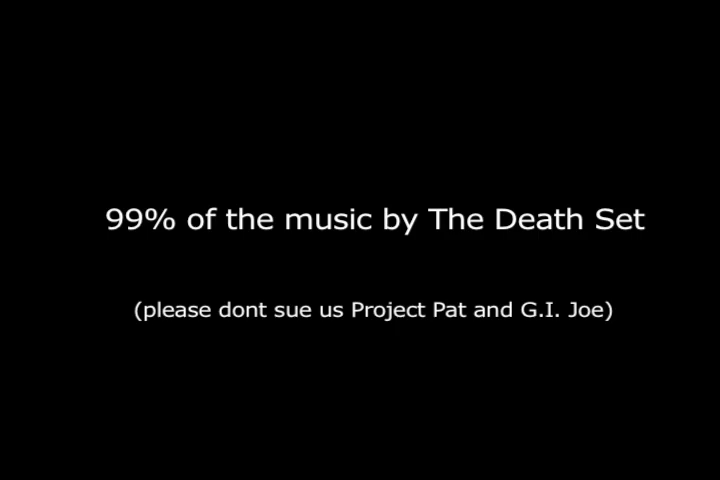 99% of the music by The Death Set
(please dont sue us Project Pat and G.I. Joe)